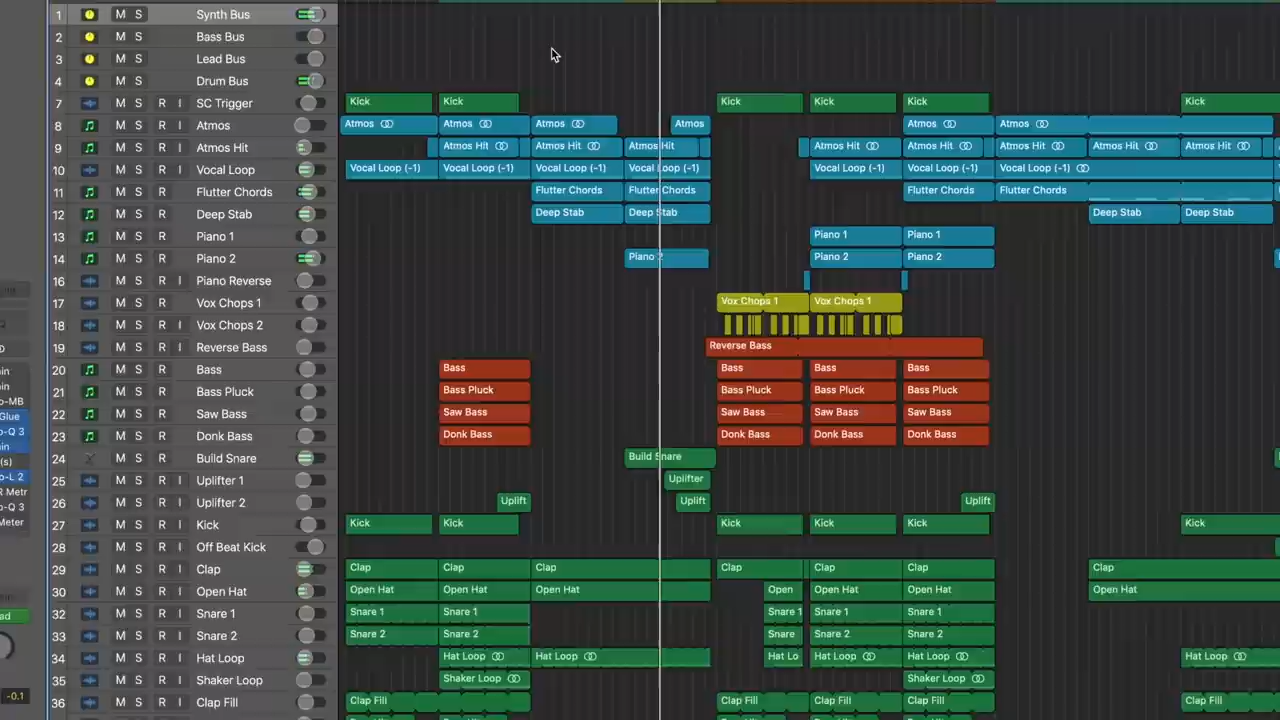 1 M S Synth Bus
2 M S Bass Bus
3 M S Lead Bus
4 M S Drum Bus
7 M S R I SC Trigger Kick Kick Kick Kick Kick Kick
8 M S R I Atmos Atmos Atmos Atmos Atmos Atmos Atmos
9 M S R I Atmos Hit Atmos Hit Atmos Hit Atmos Hit Atmos Hit Atmos Hit Atmos Hit Atmos Hit Atmos Hit
10 M S R I Vocal Loop Vocal Loop (-1) Vocal Loop (-1) Vocal Loop (-1) Vocal Loop (-1) Vocal Loop (-1) Vocal Loop (-1) Vocal Loop (-1)
11 M S R Flutter Chords Flutter Chords Flutter Chords Flutter Chords Flutter Chords
12 M S R Deep Stab Deep Stab Deep Stab Deep Stab Deep Stab
13 M S R Piano 1 Piano 1 Piano 1
14 M S R Piano 2 Piano 2 Piano 2 Piano 2
16 M S R I Piano Reverse
17 M S R I Vox Chops 1 Vox Chops 1 Vox Chops 1
18 M S R I Vox Chops 2
19 M S R I Reverse Bass Reverse Bass
20 M S R Bass Bass Bass Bass Bass
21 M S R Bass Pluck Bass Pluck Bass Pluck Bass Pluck Bass Pluck
22 M S R Saw Bass Saw Bass Saw Bass Saw Bass Saw Bass
23 M S R Donk Bass Donk Bass Donk Bass Donk Bass Donk Bass
24 M S R Build Snare Build Snare
25 M S R I Uplifter 1 Uplifter
26 M S R I Uplifter 2 Uplift Uplift Uplift
27 M S R I Kick Kick Kick Kick Kick Kick Kick
28 M S R I Off Beat Kick
29 M S R I Clap Clap Clap Clap Clap Clap Clap Clap
30 M S R I Open Hat Open Hat Open Hat Open Hat Open Open Hat Open Hat Open Hat
32 M S R I Snare 1 Snare 1 Snare 1 Snare 1 Snare 1 Snare 1
33 M S R I Snare 2 Snare 2 Snare 2 Snare Snare 2 Snare 2
34 M S R I Hat Loop Hat Loop Hat Loop Hat Lo Hat Loop Hat Loop Hat Loop
35 M S R I Shaker Loop Shaker Loop Shaker Loop
36 M S R I Clap Fill Clap Fill Clap Fill Clap Fill Clap Fill Clap Fill
-0.1